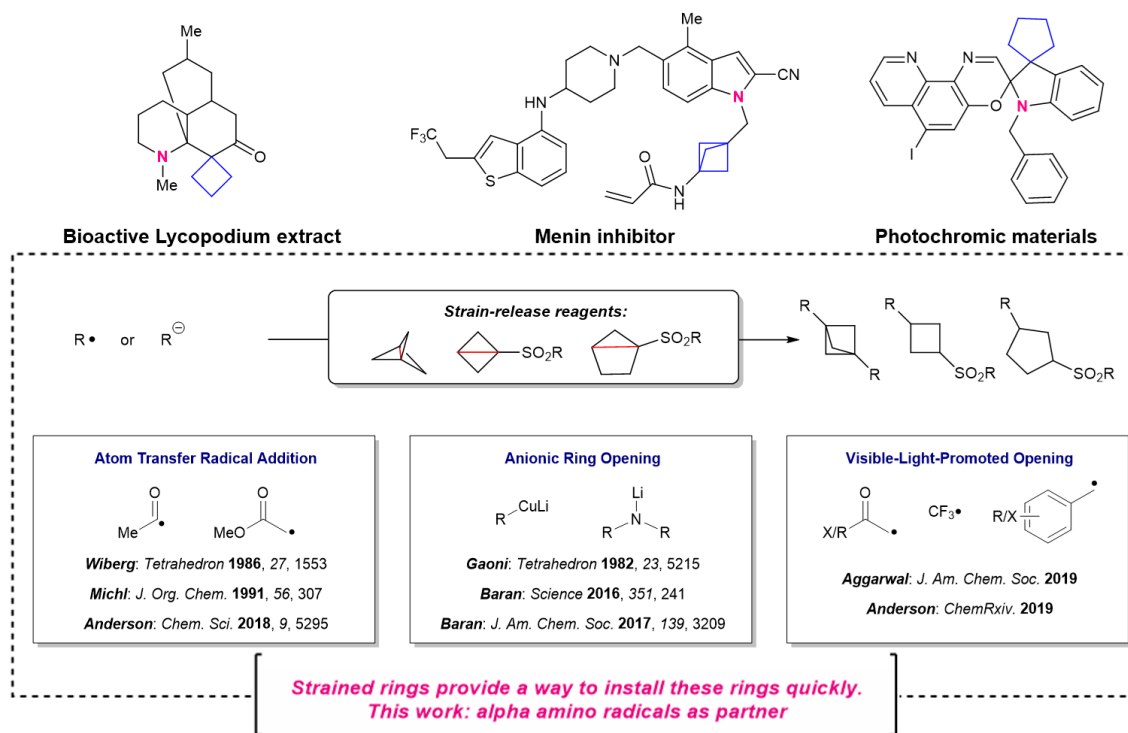 Me
N
Me
O
Me
N
CN
N
HN
F3C
S
O
N
H
N
N
O
N
I
Bioactive Lycopodium extract
Menin inhibitor
Photochromic materials
Strain-release reagents:
R• or R⊖
SO2R
SO2R
R
R
R
SO2R
R
SO2R
Atom Transfer Radical Addition
O
Me
O
MeO
Wiberg: Tetrahedron 1986, 27, 1553
Michl: J. Org. Chem. 1991, 56, 307
Anderson: Chem. Sci. 2018, 9, 5295
Anionic Ring Opening
R CuLi
Li
N
R R
Gaoni: Tetrahedron 1982, 23, 5215
Baran: Science 2016, 351, 241
Baran: J. Am. Chem. Soc. 2017, 139, 3209
Visible-Light-Promoted Opening
O
X/R
CF3•
R/X
Aggarwal: J. Am. Chem. Soc. 2019
Anderson: ChemRxiv. 2019
Strained rings provide a way to install these rings quickly.
This work: alpha amino radicals as partner